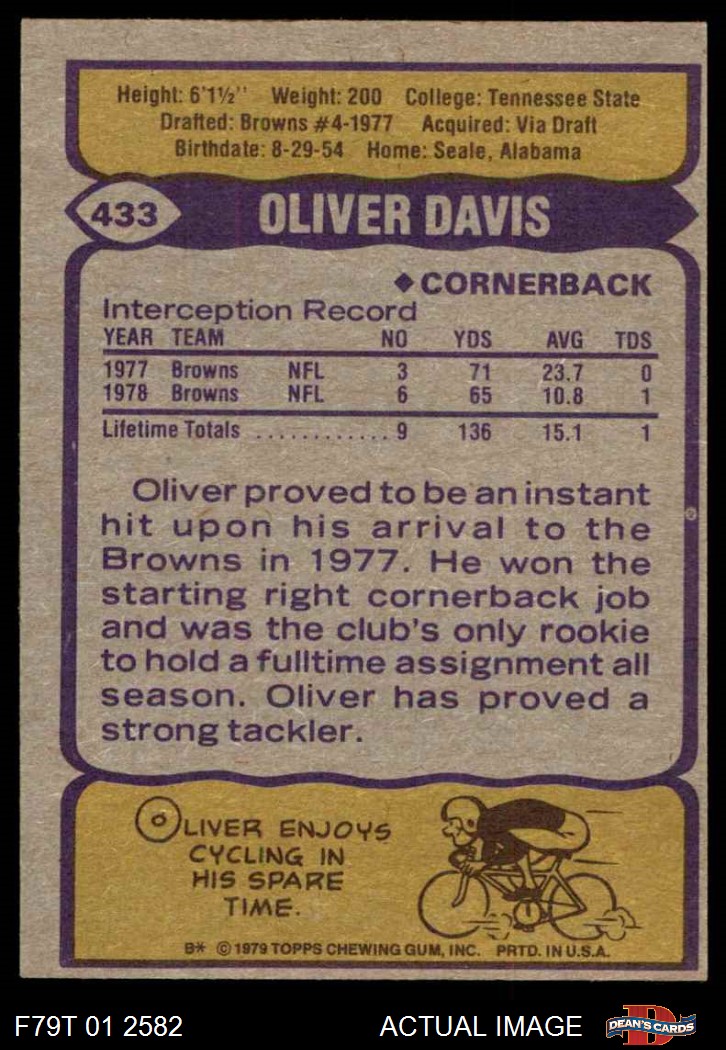 Height: 6'1½" Weight: 200 College: Tennessee State
Drafted: Browns #4-1977 Acquired: Via Draft
Birthdate: 8-29-54 Home: Seale, Alabama
433 OLIVER DAVIS
◆CORNERBACK
Interception Record
YEAR TEAM NO YDS AVG TDS
1977 Browns NFL 3 71 23.7 0
1978 Browns NFL 6 65 10.8 1
Lifetime Totals ............ 9 136 15.1 1
Oliver proved to be an instant
hit upon his arrival to the
Browns in 1977. He won the
starting right cornerback job
and was the club's only rookie
to hold a fulltime assignment all
season. Oliver has proved a
strong tackler.
OLIVER ENJOYS
CYCLING IN
HIS SPARE
TIME.
B* © 1979 TOPPS CHEWING GUM, INC. PRTD. IN U.S.A.
F79T 01 2582 ACTUAL IMAGE D DEAN'S CARDS